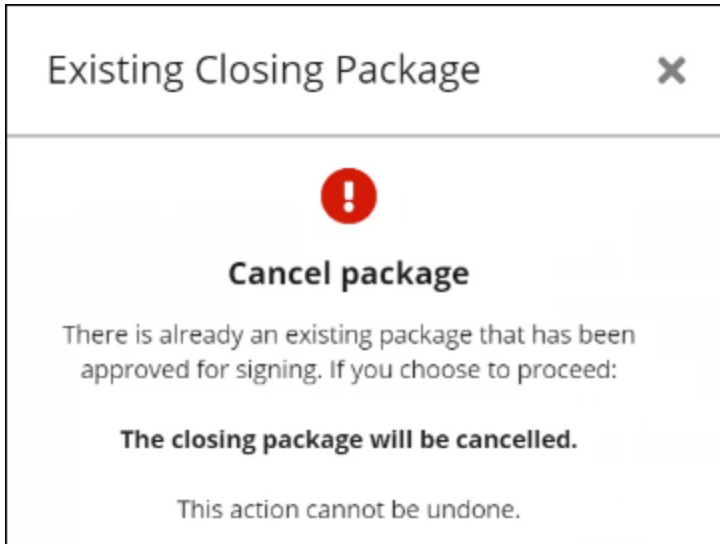 Existing Closing Package
Cancel package
There is already an existing package that has been
approved for signing. If you choose to proceed:
The closing package will be cancelled.
This action cannot be undone.